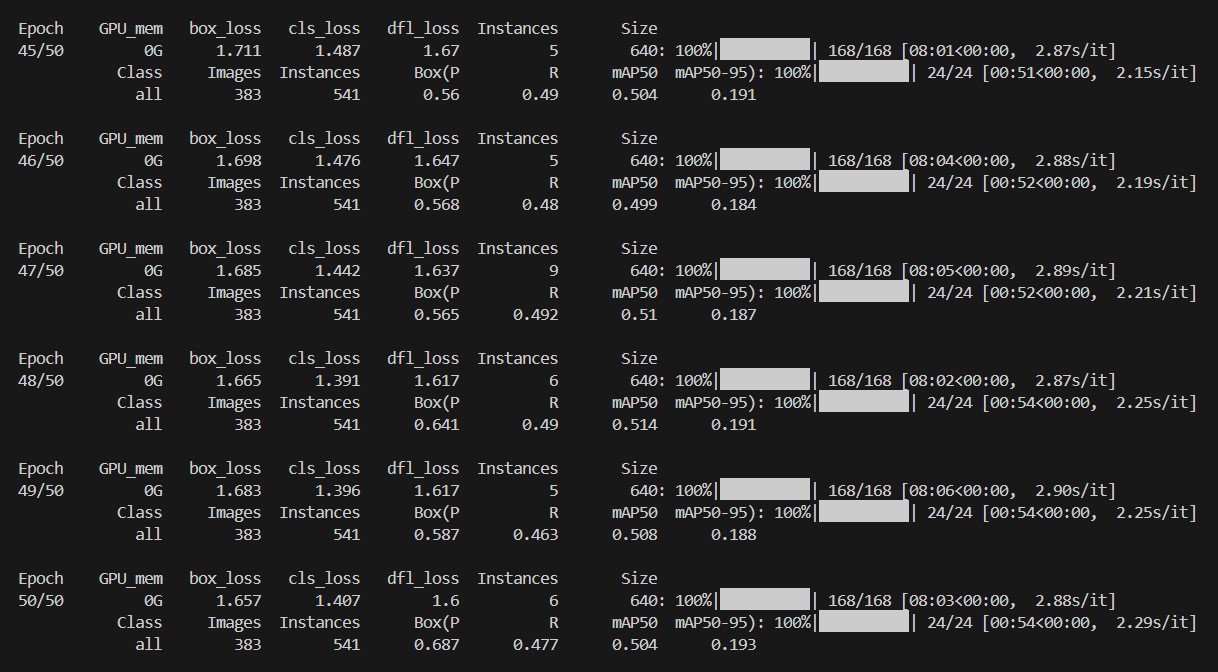 Epoch GPU_mem box_loss cls_loss dfl_loss Instances Size
45/50 0G 1.711 1.487 1.67 5 640: 100%|██████████| 168/168 [08:01<00:00, 2.87s/it]
Class Images Instances Box(P R mAP50 mAP50-95): 100%|██████████| 24/24 [00:51<00:00, 2.15s/it]
all 383 541 0.56 0.49 0.504 0.191
Epoch GPU_mem box_loss cls_loss dfl_loss Instances Size
46/50 0G 1.698 1.476 1.647 5 640: 100%|██████████| 168/168 [08:04<00:00, 2.88s/it]
Class Images Instances Box(P R mAP50 mAP50-95): 100%|██████████| 24/24 [00:52<00:00, 2.19s/it]
all 383 541 0.568 0.48 0.499 0.184
Epoch GPU_mem box_loss cls_loss dfl_loss Instances Size
47/50 0G 1.685 1.442 1.637 9 640: 100%|██████████| 168/168 [08:05<00:00, 2.89s/it]
Class Images Instances Box(P R mAP50 mAP50-95): 100%|██████████| 24/24 [00:52<00:00, 2.21s/it]
all 383 541 0.565 0.492 0.51 0.187
Epoch GPU_mem box_loss cls_loss dfl_loss Instances Size
48/50 0G 1.665 1.391 1.617 6 640: 100%|██████████| 168/168 [08:02<00:00, 2.87s/it]
Class Images Instances Box(P R mAP50 mAP50-95): 100%|██████████| 24/24 [00:54<00:00, 2.25s/it]
all 383 541 0.641 0.49 0.514 0.191
Epoch GPU_mem box_loss cls_loss dfl_loss Instances Size
49/50 0G 1.683 1.396 1.617 5 640: 100%|██████████| 168/168 [08:06<00:00, 2.90s/it]
Class Images Instances Box(P R mAP50 mAP50-95): 100%|██████████| 24/24 [00:54<00:00, 2.25s/it]
all 383 541 0.587 0.463 0.508 0.188
Epoch GPU_mem box_loss cls_loss dfl_loss Instances Size
50/50 0G 1.657 1.407 1.6 6 640: 100%|██████████| 168/168 [08:03<00:00, 2.88s/it]
Class Images Instances Box(P R mAP50 mAP50-95): 100%|██████████| 24/24 [00:54<00:00, 2.29s/it]
all 383 541 0.687 0.477 0.504 0.193